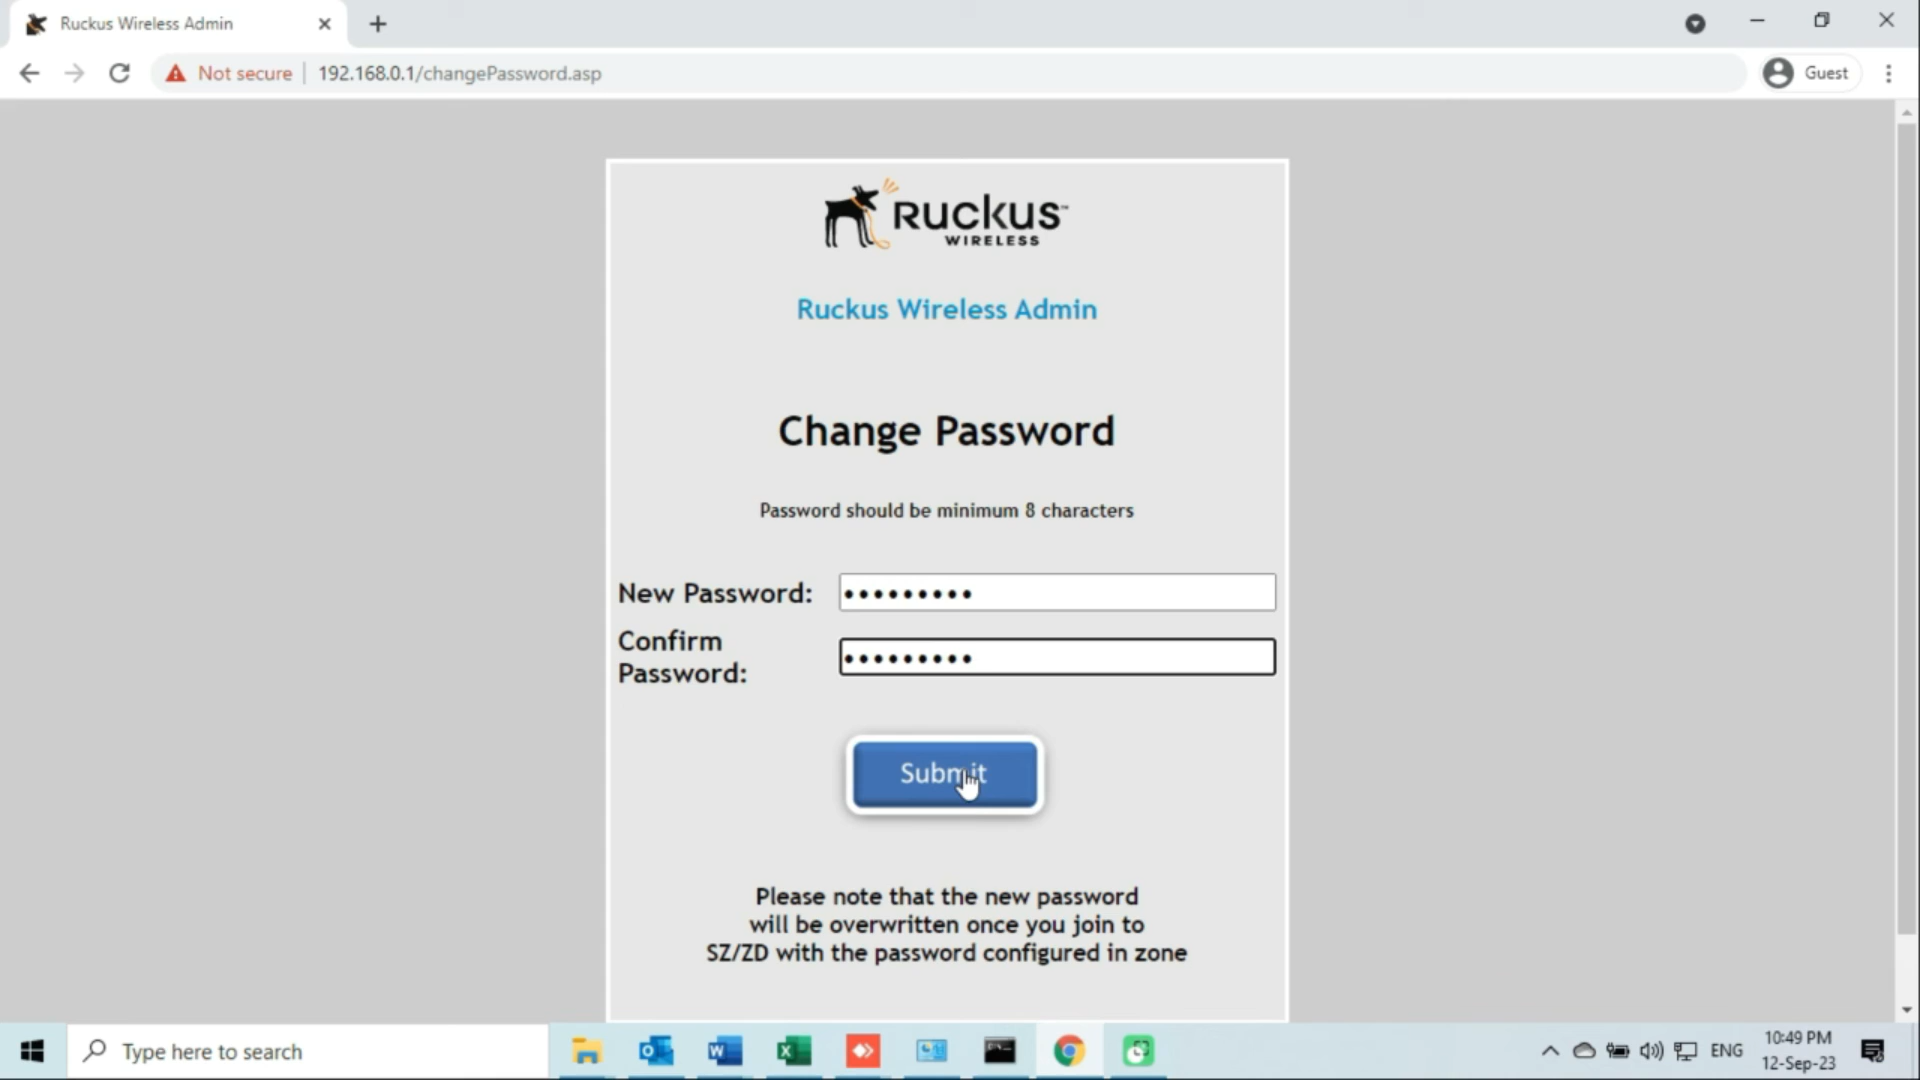 Ruckus Wireless Admin
Not secure
192.168.0.1/changePassword.asp
Guest
RUCKUS™
WIRELESS
Ruckus Wireless Admin
Change Password
Password should be minimum 8 characters
New Password:
Confirm
Password:
Submit
Please note that the new password
will be overwritten once you join to
SZ/ZD with the password configured in zone
Type here to search
ENG
10:49 PM
12-Sep-23